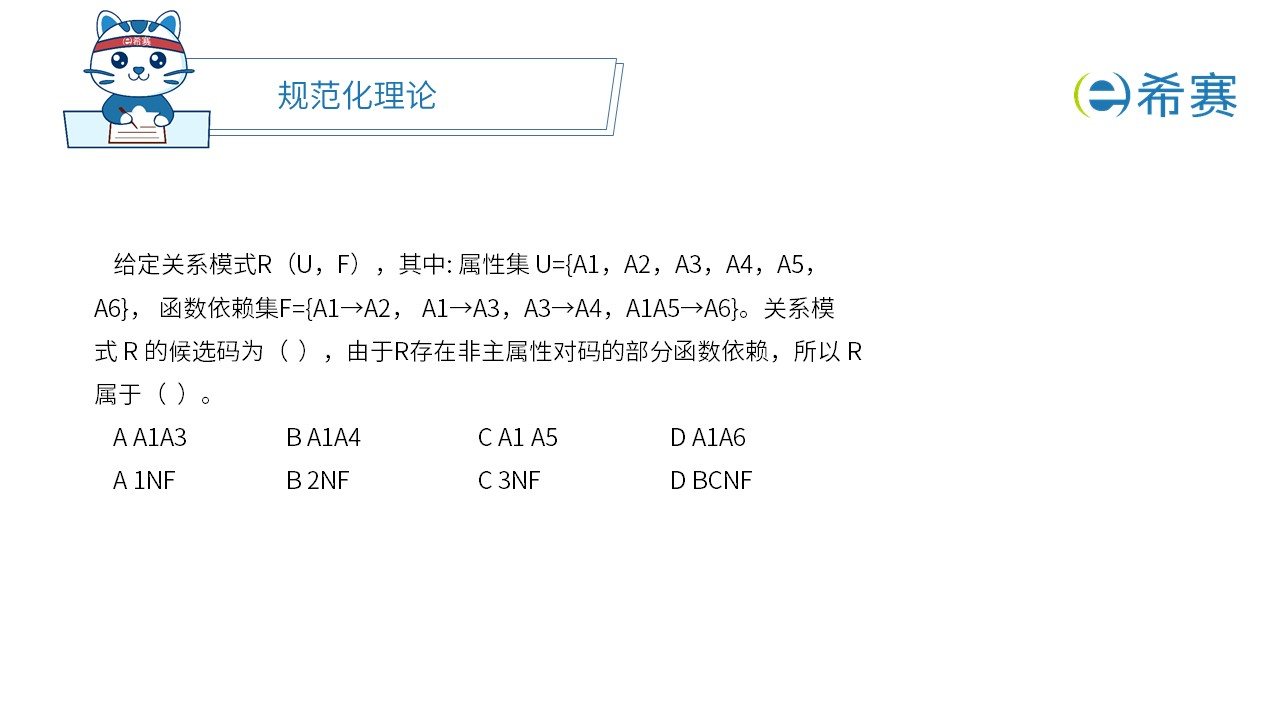 希赛
规范化理论
希赛
给定关系模式R（U，F），其中: 属性集 U={A1，A2，A3，A4，A5，
A6}， 函数依赖集F={A1→A2， A1→A3，A3→A4，A1A5→A6}。关系模
式 R 的候选码为（ ），由于R存在非主属性对码的部分函数依赖，所以 R
属于（ ）。
A A1A3 B A1A4 C A1 A5 D A1A6
A 1NF B 2NF C 3NF D BCNF